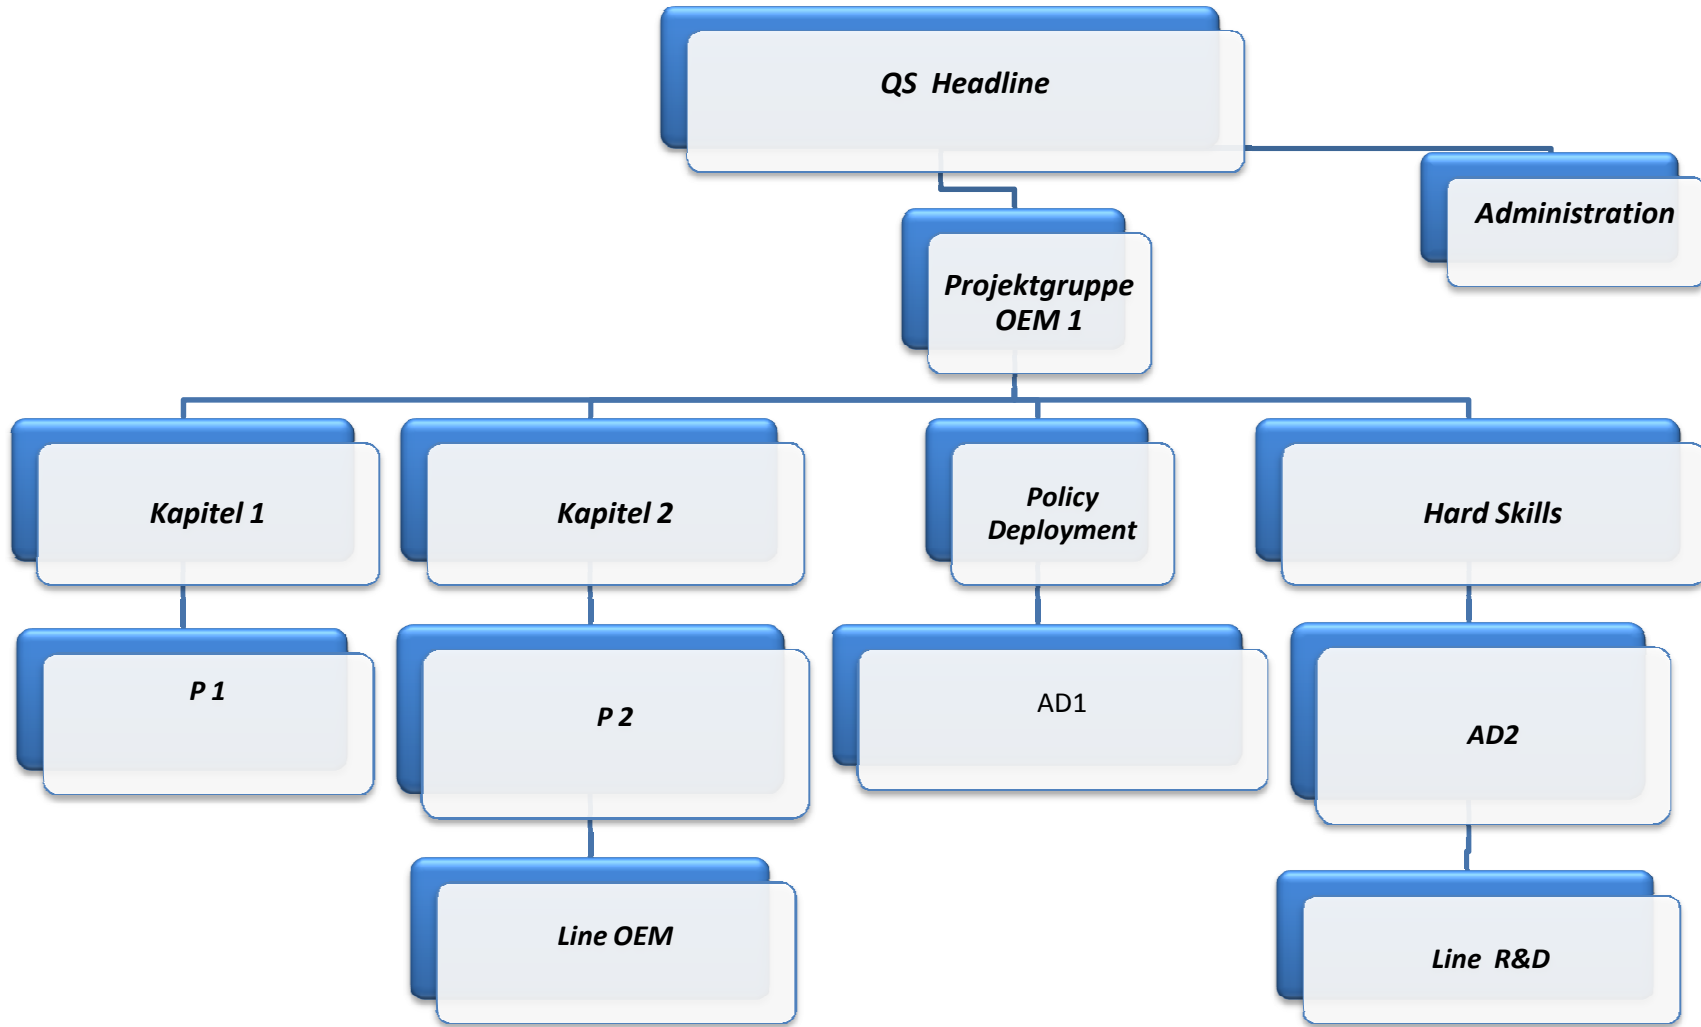 QS Headline
Administration
Projektgruppe
OEM 1
Kapitel 1
Kapitel 2
Policy
Deployment
Hard Skills
P 1
P 2
AD1
AD2
Line OEM
Line R&D